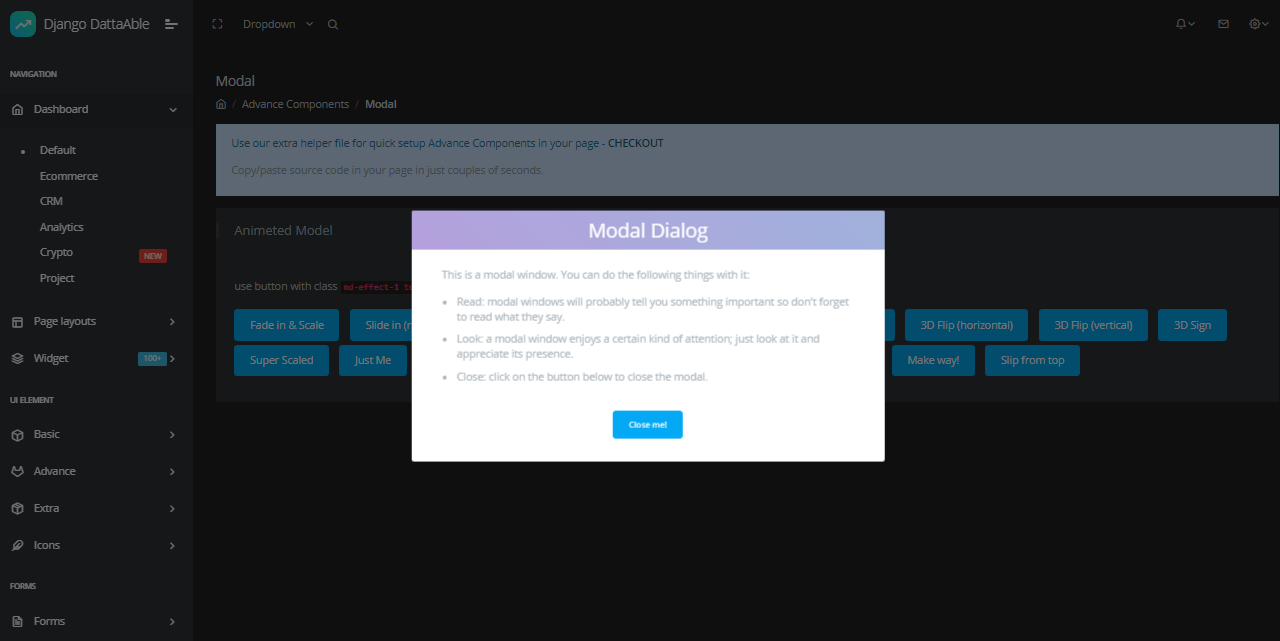 Django DattaAble
Dropdown
NAVIGATION
Dashboard
Default
Ecommerce
CRM
Analytics
Crypto
NEW
Project
Page layouts
Widget
100+
UI ELEMENT
Basic
Advance
Extra
Icons
FORMS
Forms
Modal
/ Advance Components / Modal
Use our extra helper file for quick setup Advance Components in your page - CHECKOUT
Copy/paste source code in your page in just couples of seconds.
Animeted Model
use button with class md-effect-1
Fade in & Scale
Slide in
3D Flip (horizontal)
3D Flip (vertical)
3D Sign
Super Scaled
Just Me
Make way!
Slip from top
Modal Dialog
This is a modal window. You can do the following things with it:
• Read: modal windows will probably tell you something important so don't forget
to read what they say.
• Look: a modal window enjoys a certain kind of attention; just look at it and
appreciate its presence.
• Close: click on the button below to close the modal.
Close me!